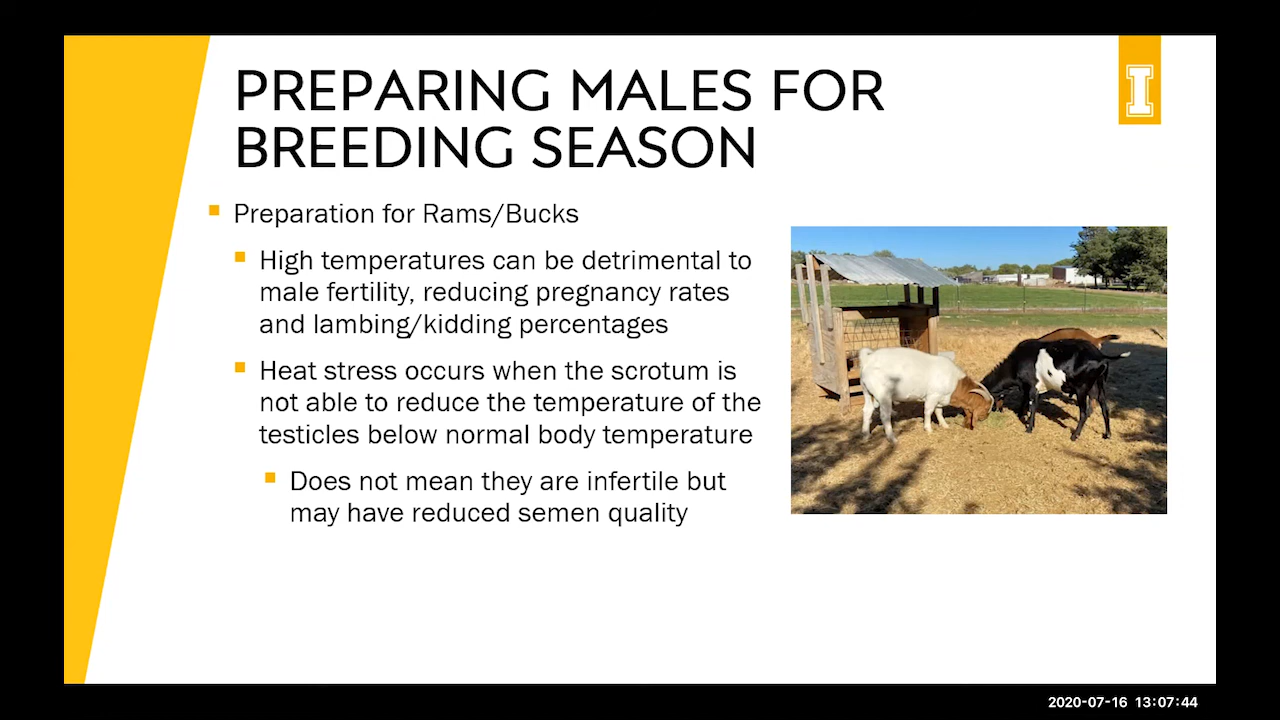 PREPARING MALES FOR
BREEDING SEASON
I
Preparation for Rams/Bucks
High temperatures can be detrimental to
male fertility, reducing pregnancy rates
and lambing/kidding percentages
Heat stress occurs when the scrotum is
not able to reduce the temperature of the
testicles below normal body temperature
Does not mean they are infertile but
may have reduced semen quality
2020-07-16 13:07:44